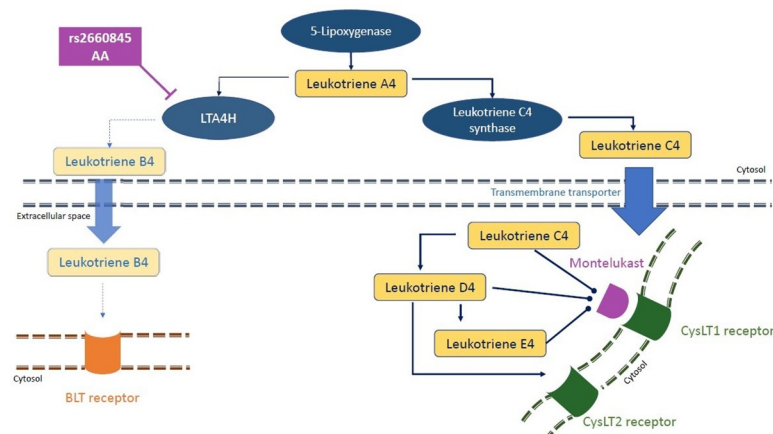 rs2660845
AA
5-Lipoxygenase
Leukotriene A4
LTA4H
Leukotriene C4
synthase
Leukotriene C4
Leukotriene B4
Cytosol
Transmembrane transporter
Extracellular space
Leukotriene C4
Montelukast
Leukotriene B4
Leukotriene D4
CysLT1 receptor
Leukotriene E4
Cytosol
Cytosol
BLT receptor
CysLT2 receptor